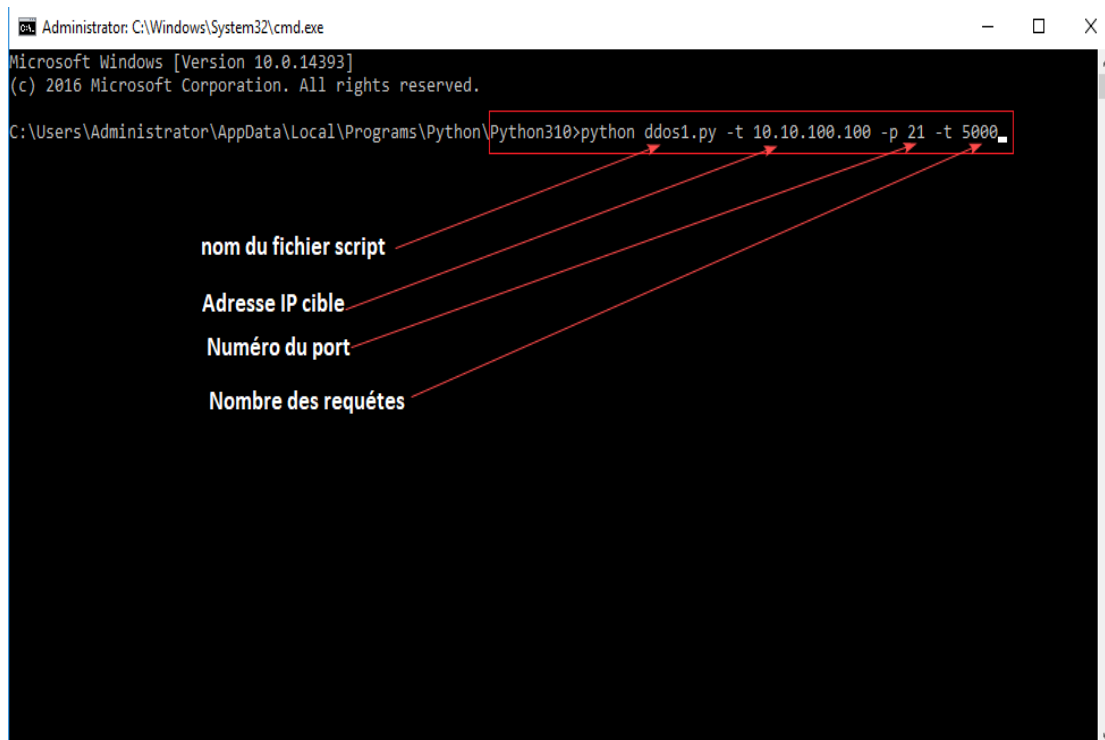 Administrator: C:\Windows\System32\cmd.exe
Microsoft Windows [Version 10.0.14393]
(c) 2016 Microsoft Corporation. All rights reserved.
C:\Users\Administrator\AppData\Local\Programs\Python\Python310>python ddos1.py -t 10.10.100.100 -p 21 -t 5000
nom du fichier script
Adresse IP cible
Numéro du port
Nombre des requétes